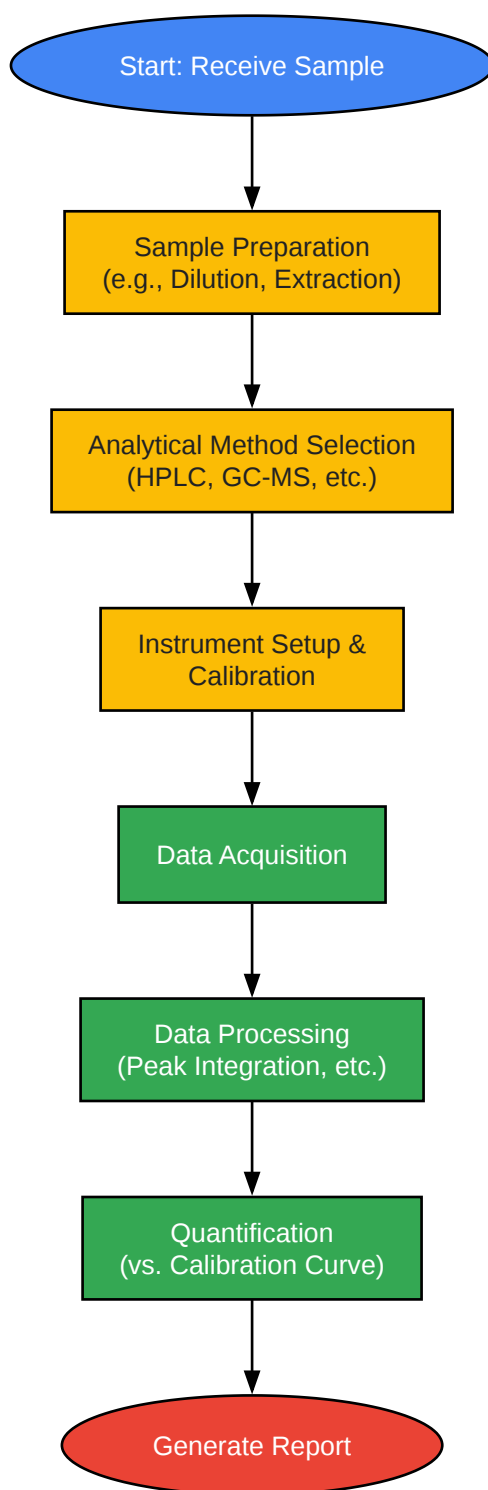 Start: Receive Sample
Sample Preparation
(e.g., Dilution, Extraction)
Analytical Method Selection
(HPLC, GC-MS, etc.)
Instrument Setup &
Calibration
Data Acquisition
Data Processing
(Peak Integration, etc.)
Quantification
(vs. Calibration Curve)
Generate Report